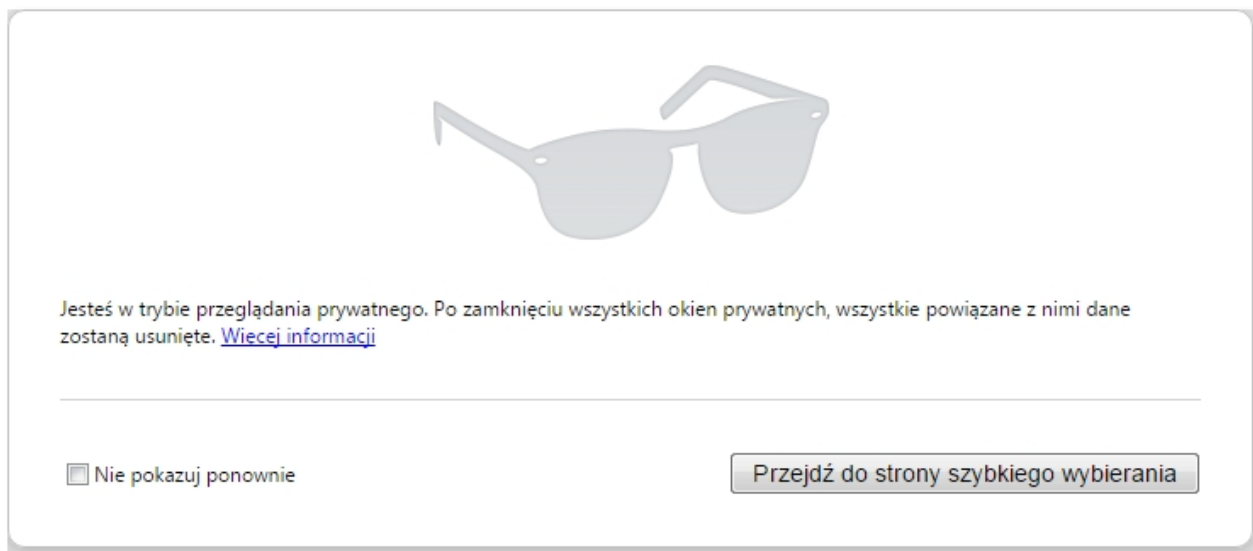 Jesteś w trybie przeglądania prywatnego. Po zamknięciu wszystkich okien prywatnych, wszystkie powiązane z nimi dane
zostaną usunięte. Więcej informacji
Nie pokazuj ponownie
Przejdź do strony szybkiego wybierania